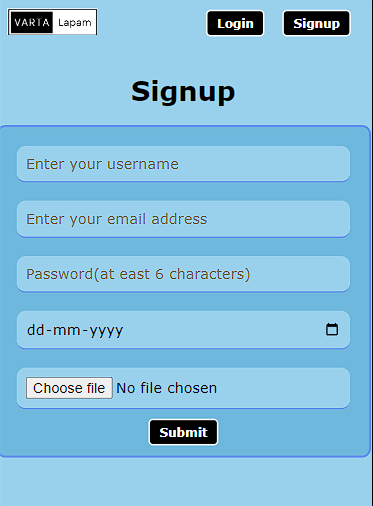 VARTA Lapam Login Signup
Signup
Enter your username
Enter your email address
Password(at east 6 characters)
dd-mm-yyyy
Choose file No file chosen
Submit